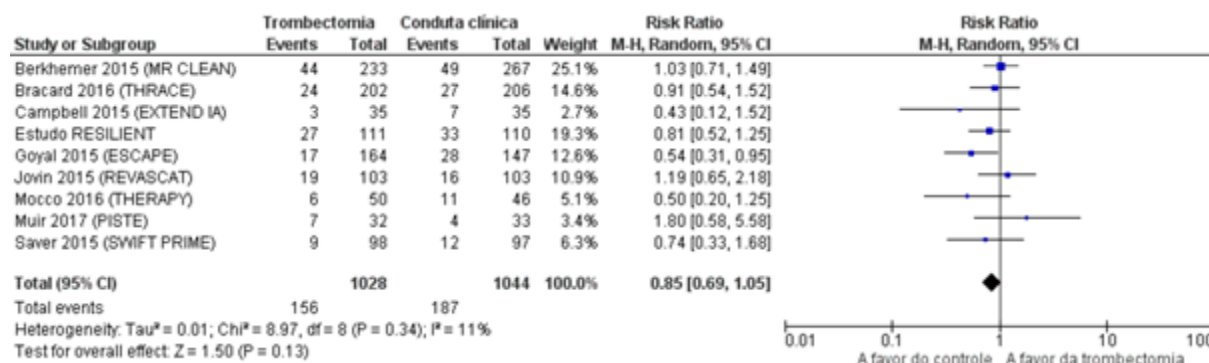 Trombectomia Conduta clínica Risk Ratio Risk Ratio
Study or Subgroup Events Total Events Total Weight M-H, Random, 95% CI M-H, Random, 95% CI
Berkhemer 2015 (MR CLEAN) 44 233 49 267 25.1% 1.03 [0.71, 1.49]
Bracard 2016 (THRACE) 24 202 27 206 14.6% 0.91 [0.54, 1.52]
Campbell 2015 (EXTEND IA) 3 35 7 35 2.7% 0.43 [0.12, 1.52]
Estudo RESILIENT 27 111 33 110 19.3% 0.81 [0.52, 1.25]
Goyal 2015 (ESCAPE) 17 164 28 147 12.6% 0.54 [0.31, 0.95]
Jovin 2015 (REVASCAT) 19 103 16 103 10.9% 1.19 [0.65, 2.18]
Mocco 2016 (THERAPY) 6 50 11 46 5.1% 0.50 [0.20, 1.25]
Muir 2017 (PISTE) 7 32 4 33 3.4% 1.80 [0.58, 5.58]
Saver 2015 (SWIFT PRIME) 9 98 12 97 6.3% 0.74 [0.33, 1.68]
Total (95% CI) 1028 1044 100.0% 0.85 [0.69, 1.05]
Total events 156 187
Heterogeneity: Tau² = 0.01; Chi² = 8.97, df = 8 (P = 0.34); I² = 11%
Test for overall effect: Z = 1.50 (P = 0.13)
0.01 0.1 1 10 100
A favor do controle A favor da trombectomia